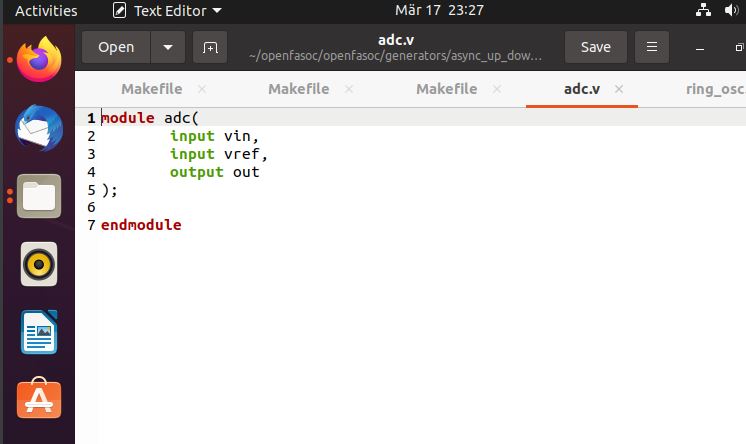 Activities Text Editor Mär 17 23:27
Open adc.v Save
~/openfasoc/openfasoc/generators/async_up_dow...
Makefile × Makefile × Makefile × adc.v × ring_osc
1 module adc(
2 input vin,
3 input vref,
4 output out
5 );
6
7 endmodule